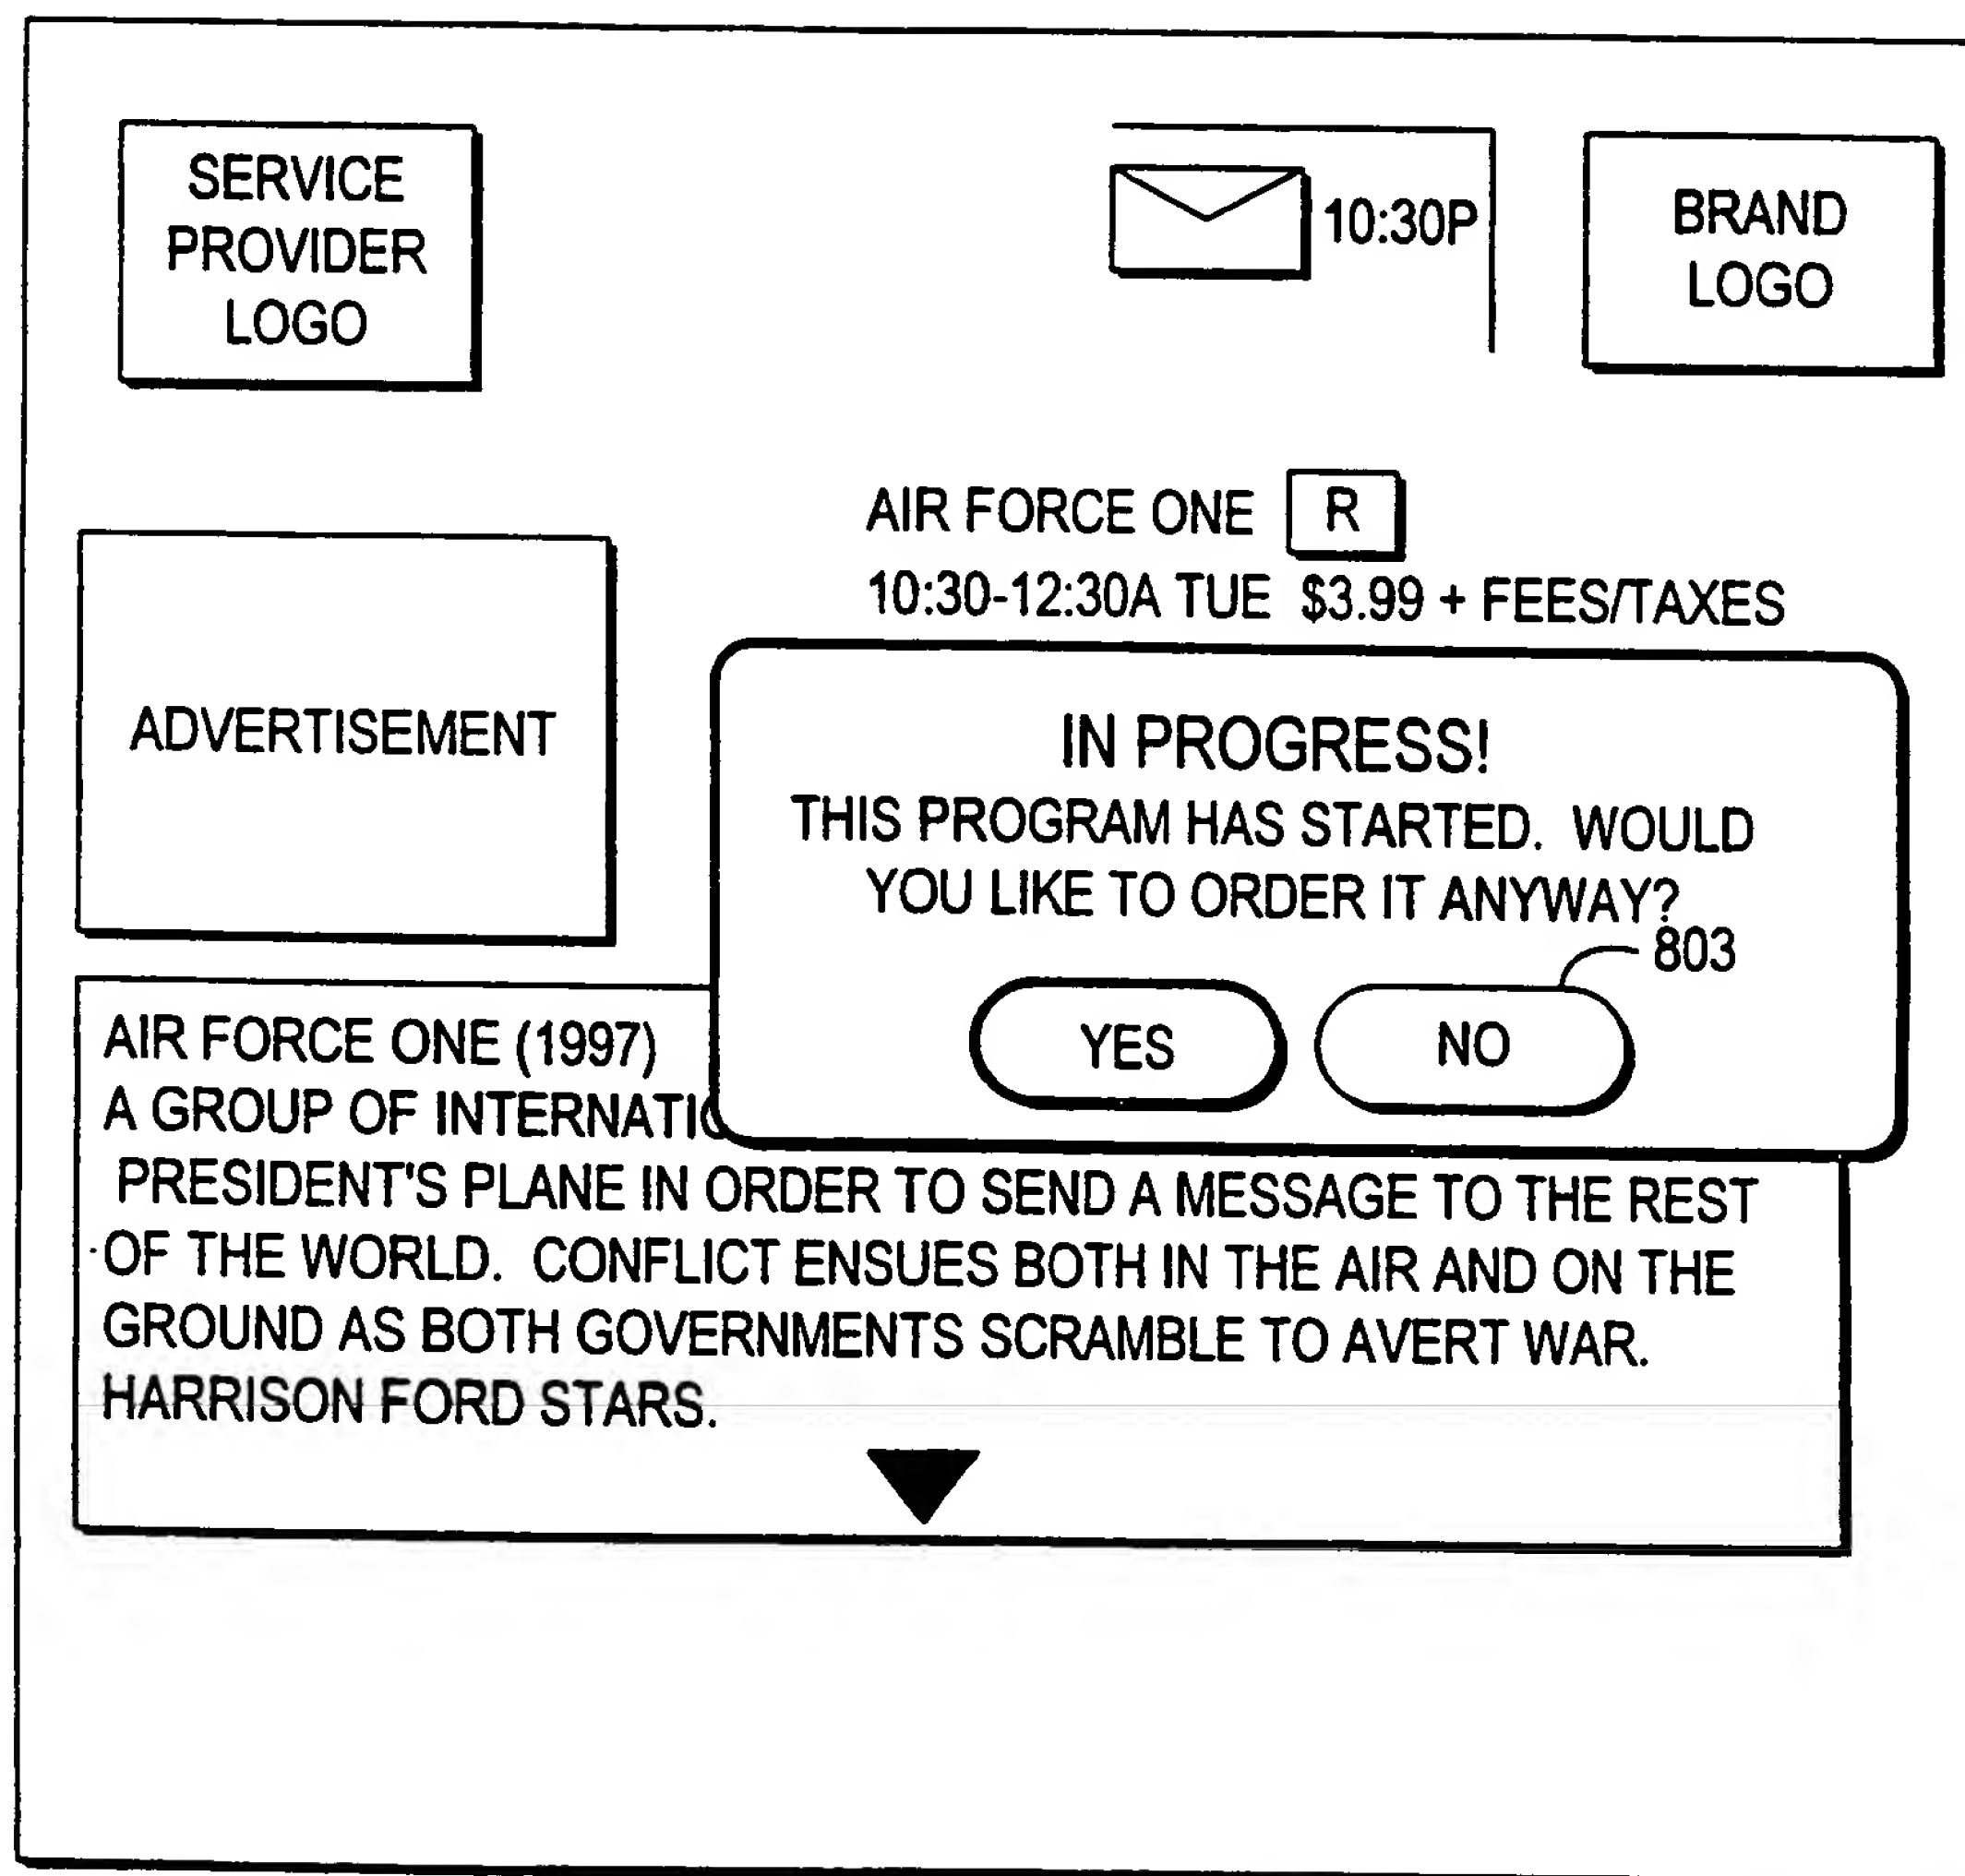 SERVICE
PROVIDER
LOGO
10:30P
BRAND
LOGO
AIR FORCE ONE R
10:30-12:30A TUE $3.99 + FEES/TAXES
ADVERTISEMENT
IN PROGRESS!
THIS PROGRAM HAS STARTED. WOULD
YOU LIKE TO ORDER IT ANYWAY?
803
YES NO
AIR FORCE ONE (1997)
A GROUP OF
PRESIDENT'S PLANE IN ORDER TO SEND A MESSAGE TO THE REST
OF THE WORLD. CONFLICT ENSUES BOTH IN THE AIR AND ON THE
GROUND AS BOTH GOVERNMENTS SCRAMBLE TO AVERT WAR.
HARRISON FORD STARS.